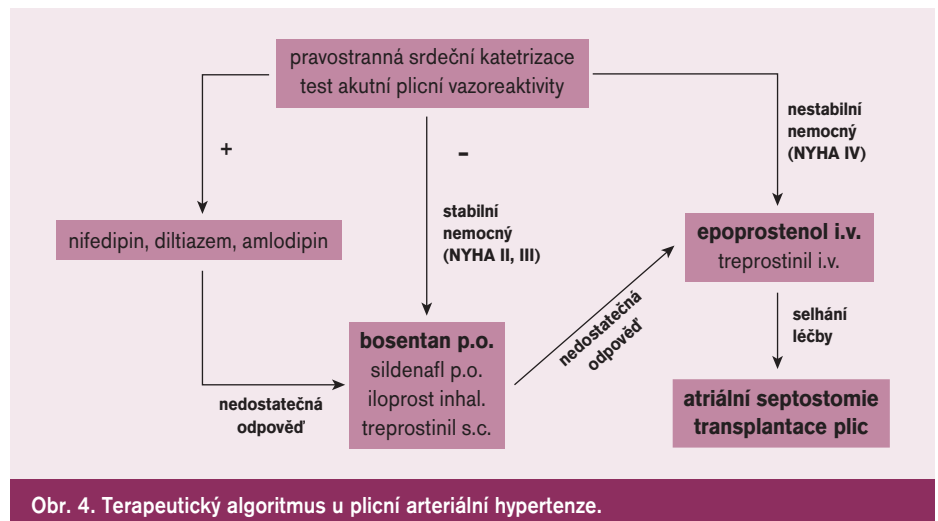 pravostranná srdeční katetrizace
test akutní plicní vazoreaktivity
+
–
nestabilní
nemocný
(NYHA IV)
nifedipin, diltiazem, amlodipin
stabilní
nemocný
(NYHA II, III)
epoprostenol i.v.
treprostinil i.v.
nedostatečná
odpověď
bosentan p.o.
sildenafl p.o.
iloprost inhal.
treprostinil s.c.
nedostatečná
odpověď
selhání
léčby
atriální septostomie
transplantace plic
Obr. 4. Terapeutický algoritmus u plicní arteriální hypertenze.